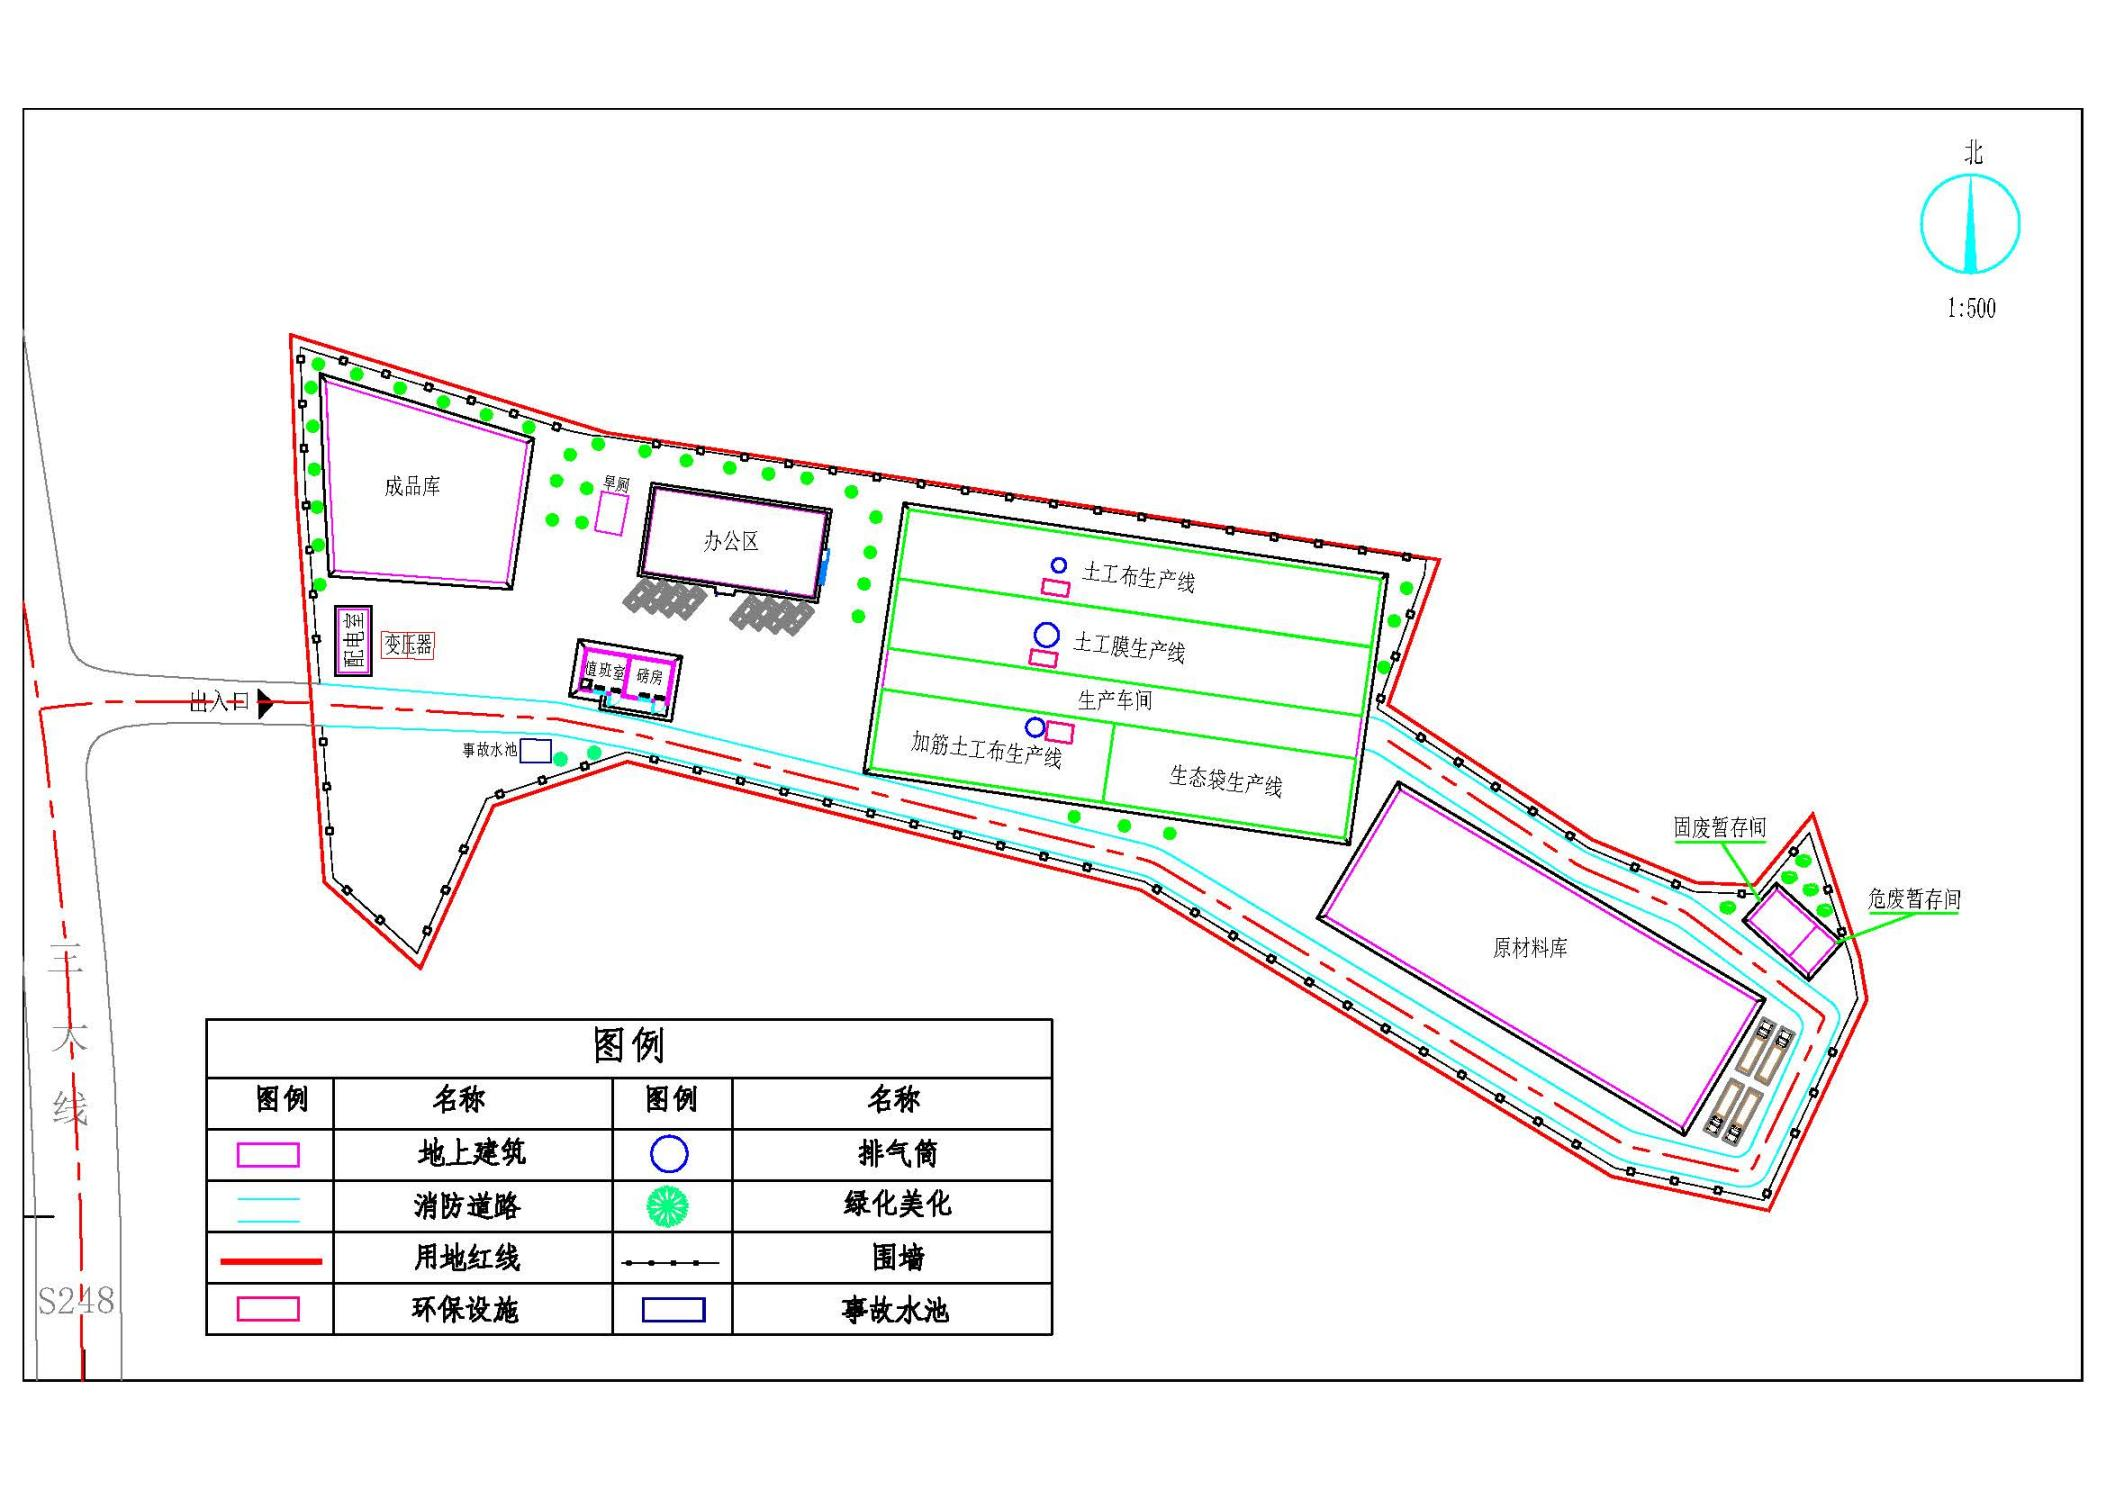 北
1:500
成品库
旱厕
办公区
土工布生产线
土工膜生产线
生产车间
加筋土工布生产线
生态袋生产线
配电室
变压器
值班室
磅房
出入口
事故水池
固废暂存间
危废暂存间
原材料库
三大线
S248
图例
图例 名称 图例 名称
地上建筑 排气筒
消防道路 绿化美化
用地红线 围墙
环保设施 事故水池